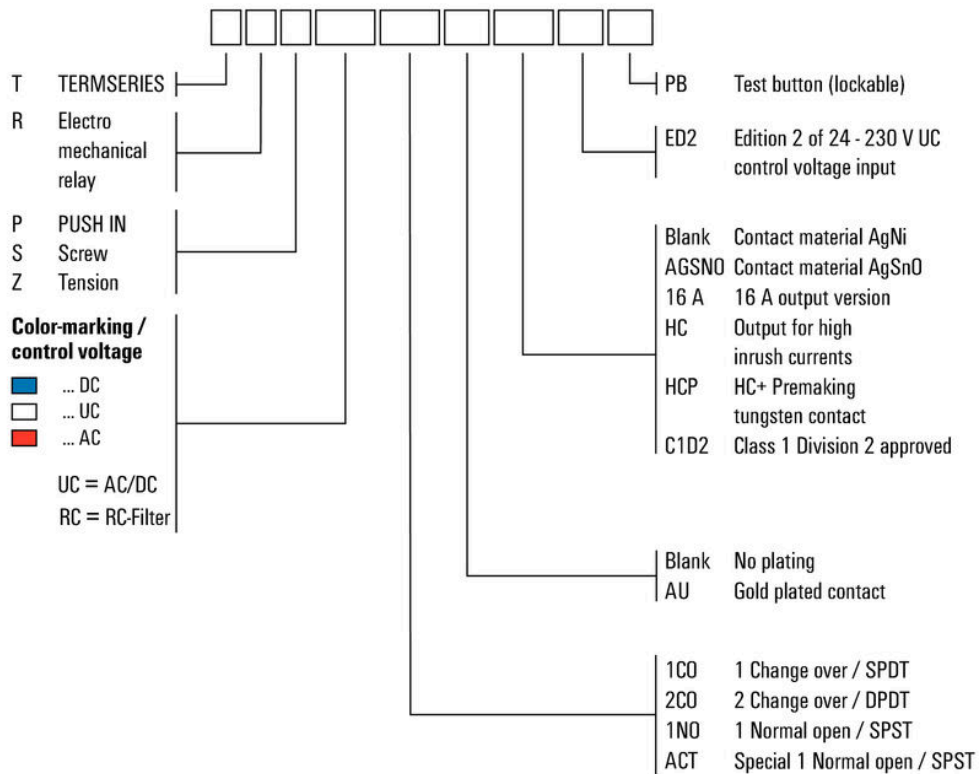 T TERMSERIES
R Electro
mechanical
relay
P PUSH IN
S Screw
Z Tension
Color-marking /
control voltage
... DC
... UC
... AC
UC = AC/DC
RC = RC-Filter
PB Test button (lockable)
ED2 Edition 2 of 24 - 230 V UC
control voltage input
Blank Contact material AgNi
AGSNO Contact material AgSnO
16 A 16 A output version
HC Output for high
inrush currents
HCP HC+ Premaking
tungsten contact
C1D2 Class 1 Division 2 approved
Blank No plating
AU Gold plated contact
1CO 1 Change over / SPDT
2CO 2 Change over / DPDT
1NO 1 Normal open / SPST
ACT Special 1 Normal open / SPST